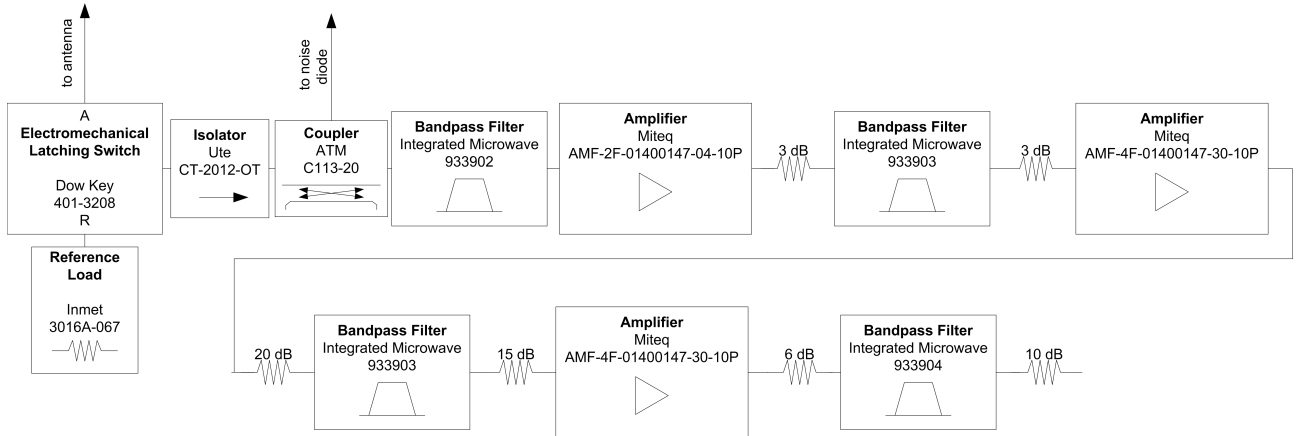 to antenna
to noise
diode
A
Electromechanical
Latching Switch
Dow Key
401-3208
R
Reference
Load
Inmet
3016A-067
Isolator
Ute
CT-2012-OT
Coupler
ATM
C113-20
Bandpass Filter
Integrated Microwave
933902
Amplifier
Miteq
AMF-2F-01400147-04-10P
3 dB
Bandpass Filter
Integrated Microwave
933903
3 dB
Amplifier
Miteq
AMF-4F-01400147-30-10P
20 dB
Bandpass Filter
Integrated Microwave
933903
15 dB
Amplifier
Miteq
AMF-4F-01400147-30-10P
6 dB
Bandpass Filter
Integrated Microwave
933904
10 dB